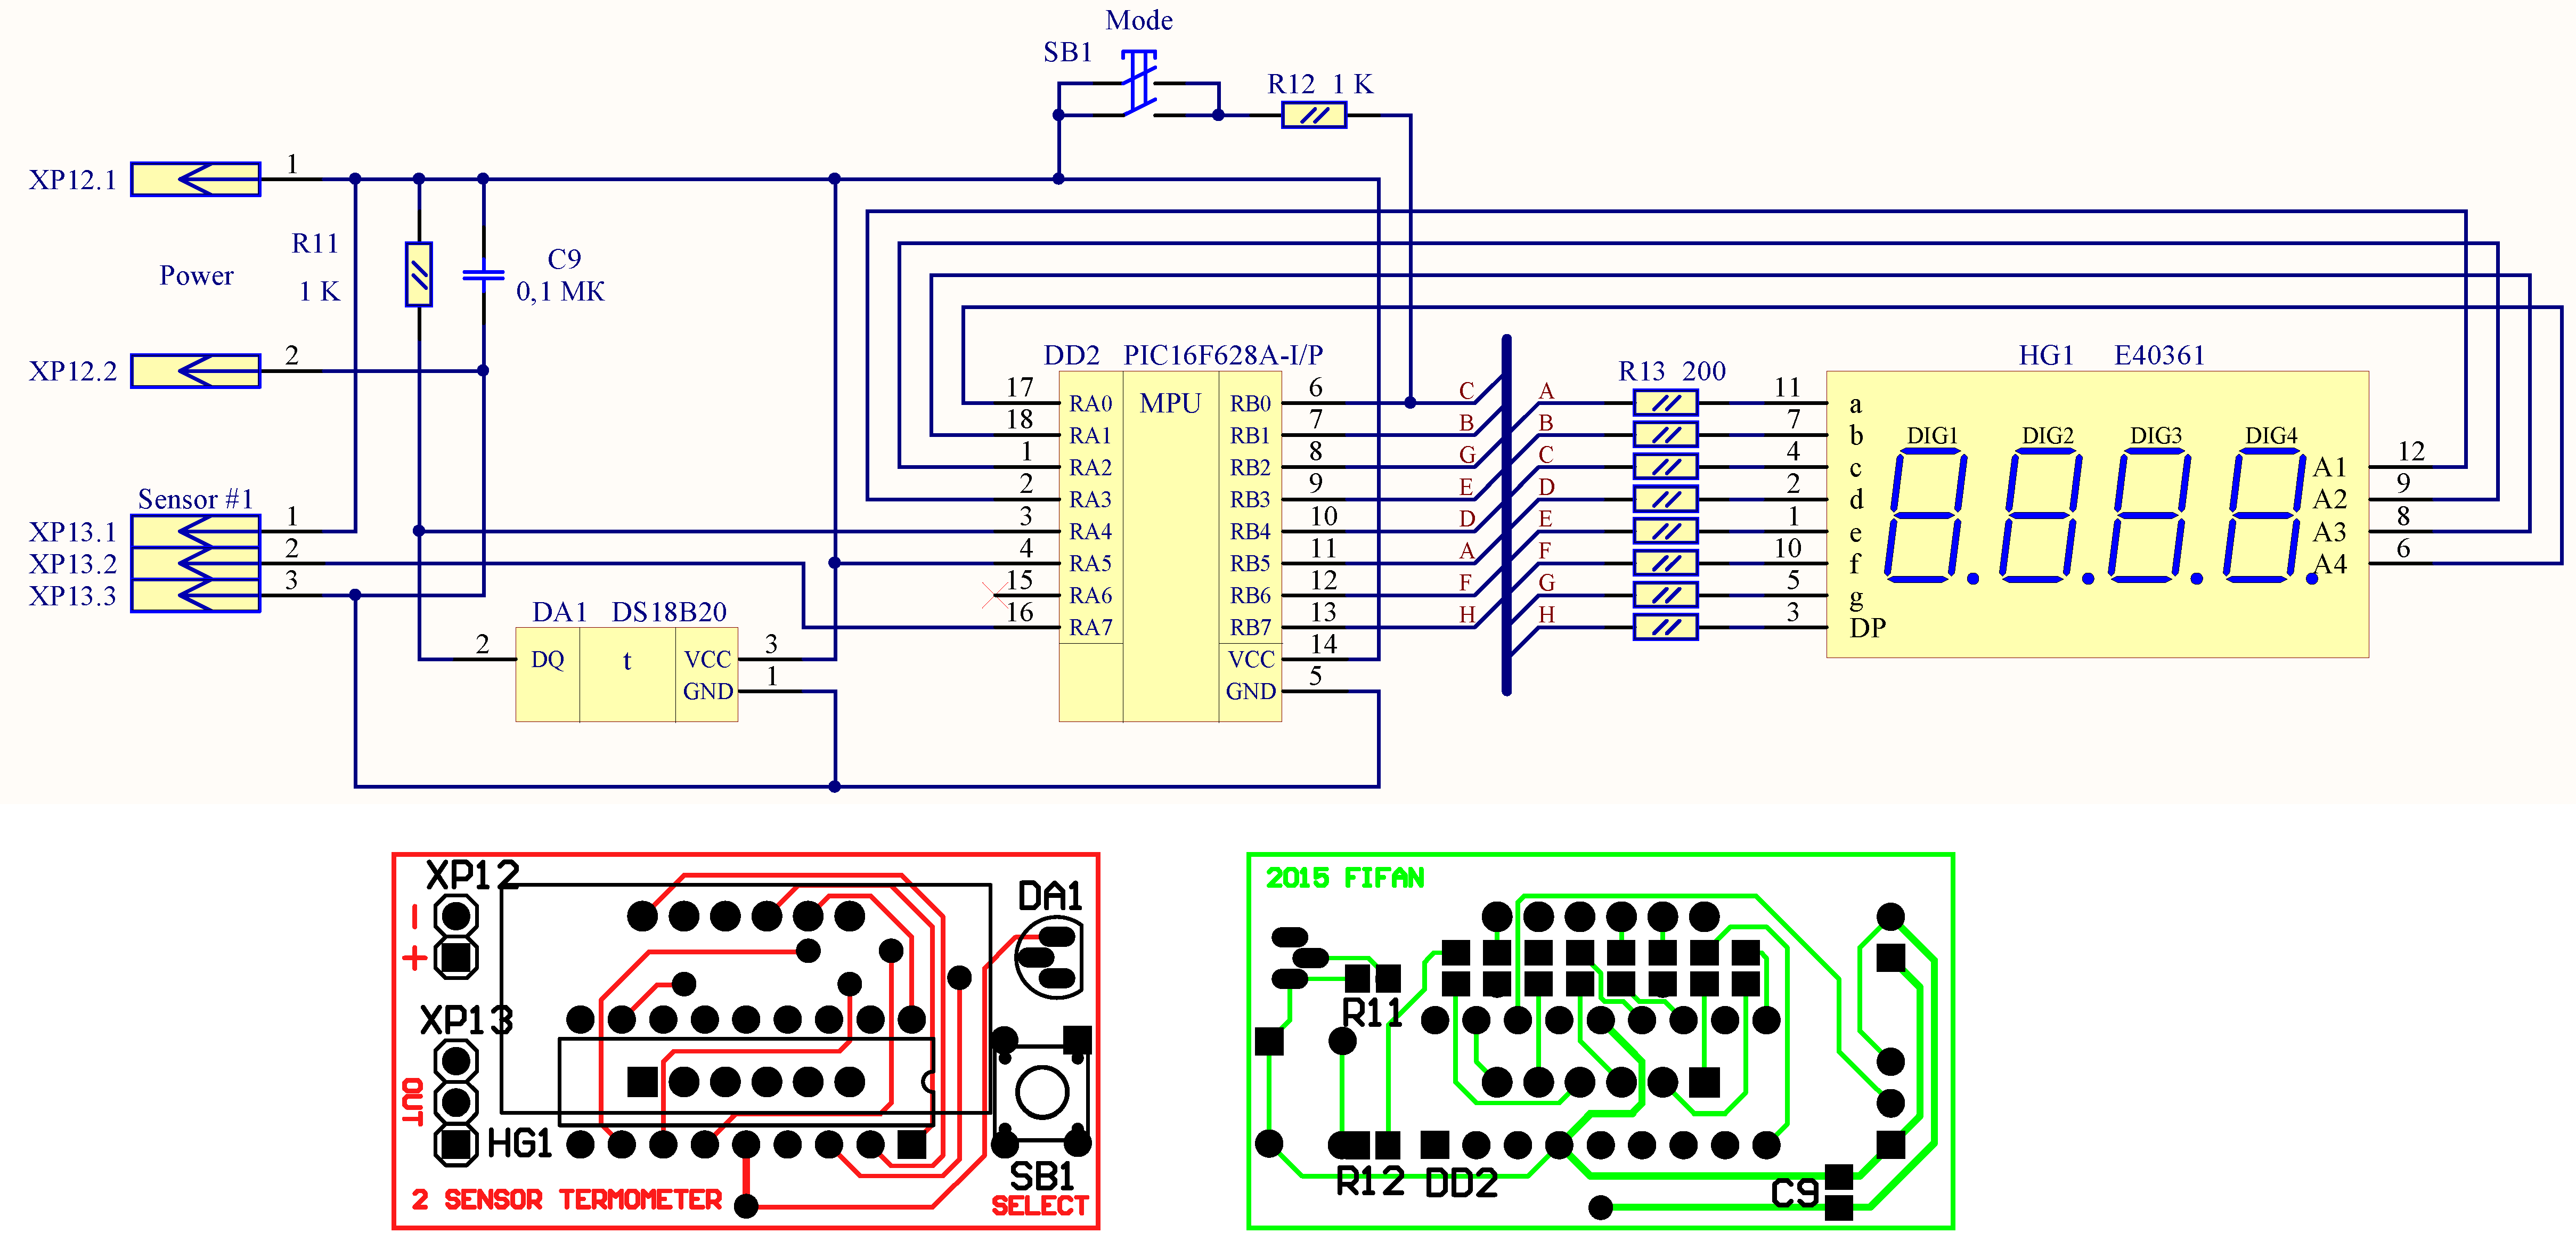 Mode
SB1
R12 1 K
XP12.1
1
R11
1 K
C9
0,1 МК
Power
XP12.2
2
Sensor #1
XP13.1
1
XP13.2
2
XP13.3
3
DA1 DS18B20
2
DQ
t
VCC
3
GND
1
DD2 PIC16F628A-I/P
17
RA0
MPU
RB0
6
18
RA1
RB1
7
1
RA2
RB2
8
2
RA3
RB3
9
3
RA4
RB4
10
4
RA5
RB5
11
15
RA6
RB6
12
16
RA7
RB7
13
VCC
14
GND
5
C
B
G
E
D
A
F
H
A
B
C
D
E
F
G
H
R13 200
HG1 E40361
11
a
7
b
4
c
2
d
1
e
10
f
5
g
3
DP
DIG1
DIG2
DIG3
DIG4
A1
12
A2
9
A3
8
A4
6
XP12
-
+
XP13
OUT
HG1
DA1
SB1
SELECT
2 SENSOR TERMOMETER
2015 FIFAN
R11
R12
DD2
C9